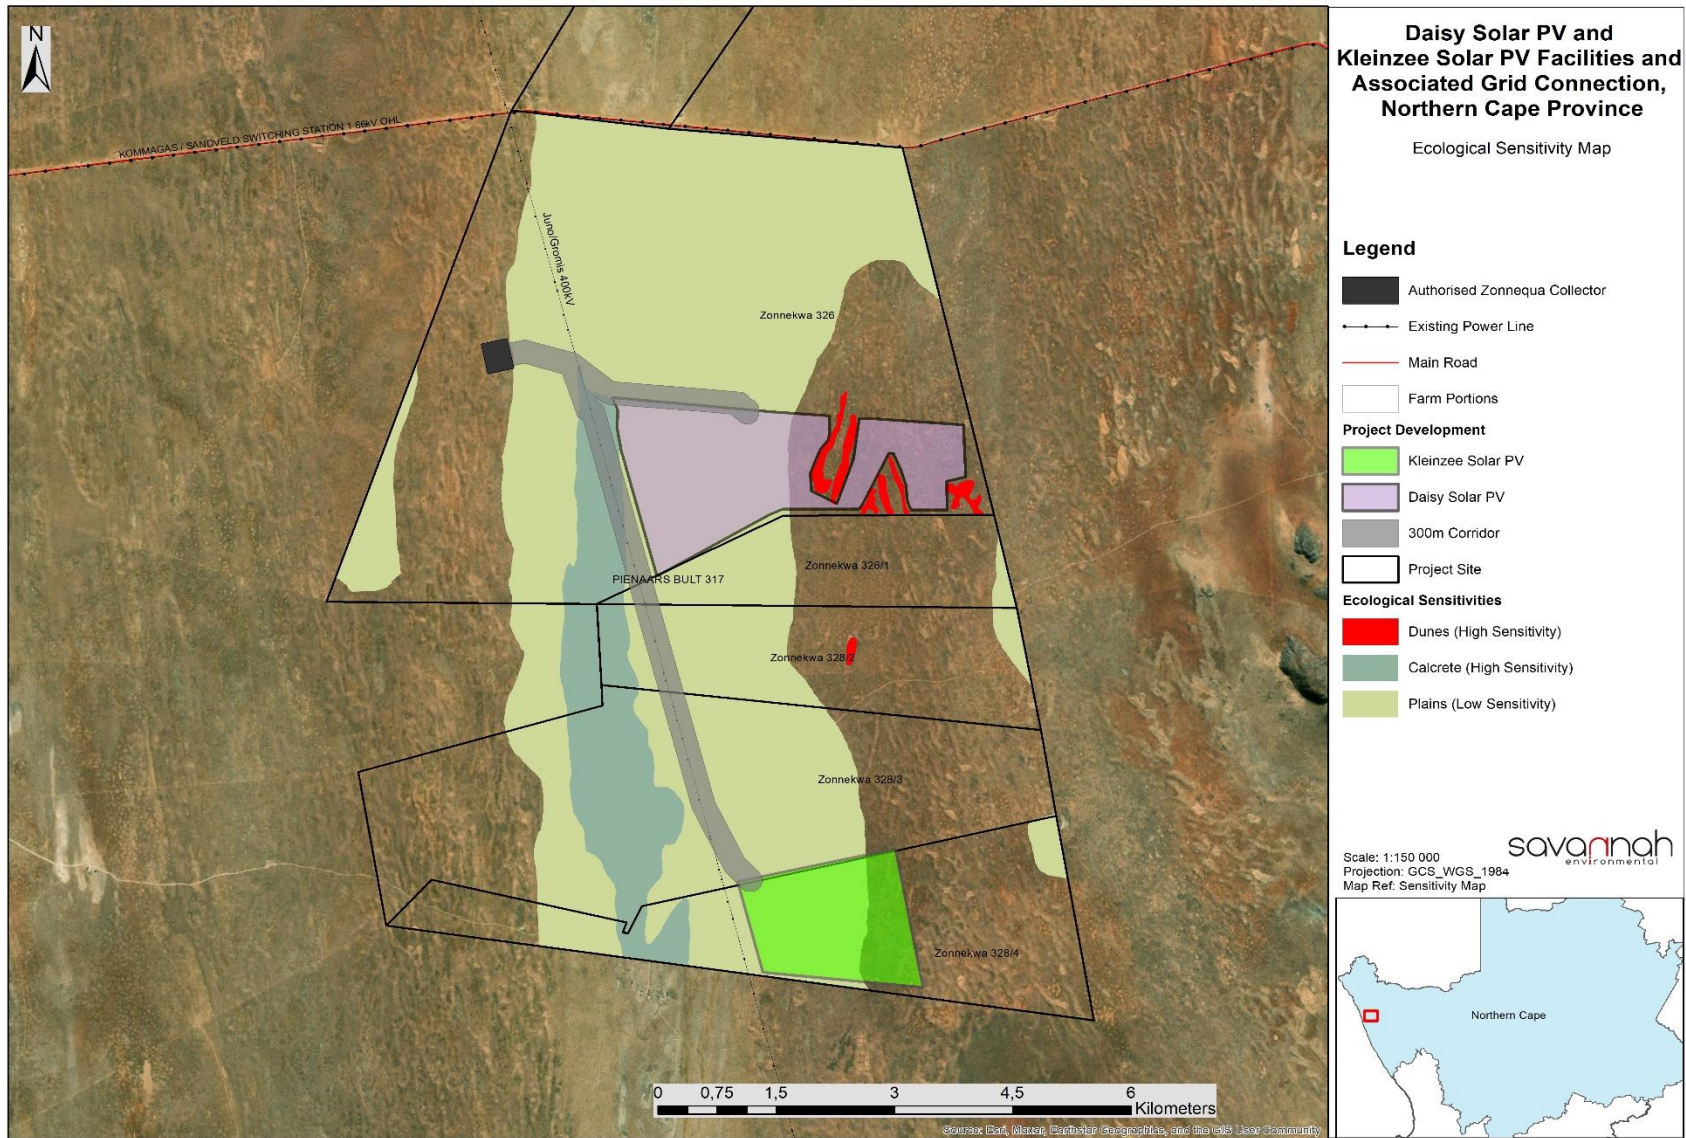 N
KOMMAGAS / SANDVELD SWITCHING STATION 1 66kV OHL
Juno/Gromis 400kV
Zonnekwa 326
Zonnekwa 326/1
PIENAARS BULT 317
Zonnekwa 328/2
Zonnekwa 328/3
Zonnekwa 328/4
0 0,75 1,5 3 4,5 6
Kilometers
Source: Esri, Maxar, Earthstar Geographics, and the GIS User Community
Daisy Solar PV and
Kleinzee Solar PV Facilities and
Associated Grid Connection,
Northern Cape Province
Ecological Sensitivity Map
Legend
Authorised Zonnequa Collector
Existing Power Line
Main Road
Farm Portions
Project Development
Kleinzee Solar PV
Daisy Solar PV
300m Corridor
Project Site
Ecological Sensitivities
Dunes (High Sensitivity)
Calcrete (High Sensitivity)
Plains (Low Sensitivity)
savannah
environmental
Scale: 1:150 000
Projection: GCS_WGS_1984
Map Ref: Sensitivity Map
Northern Cape